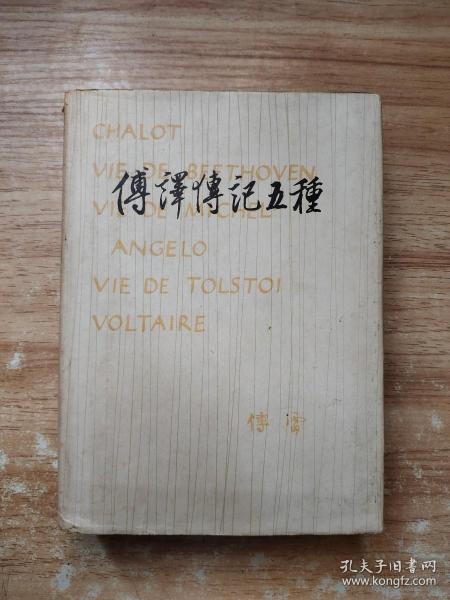 CHALOT
VIE DE BEETHOVEN
傅譯傳記五種
VIE DE MICHEL
ANGELO
VIE DE TOLSTOI
VOLTAIRE
傅雷
孔夫子旧书网
www.kongfz.com